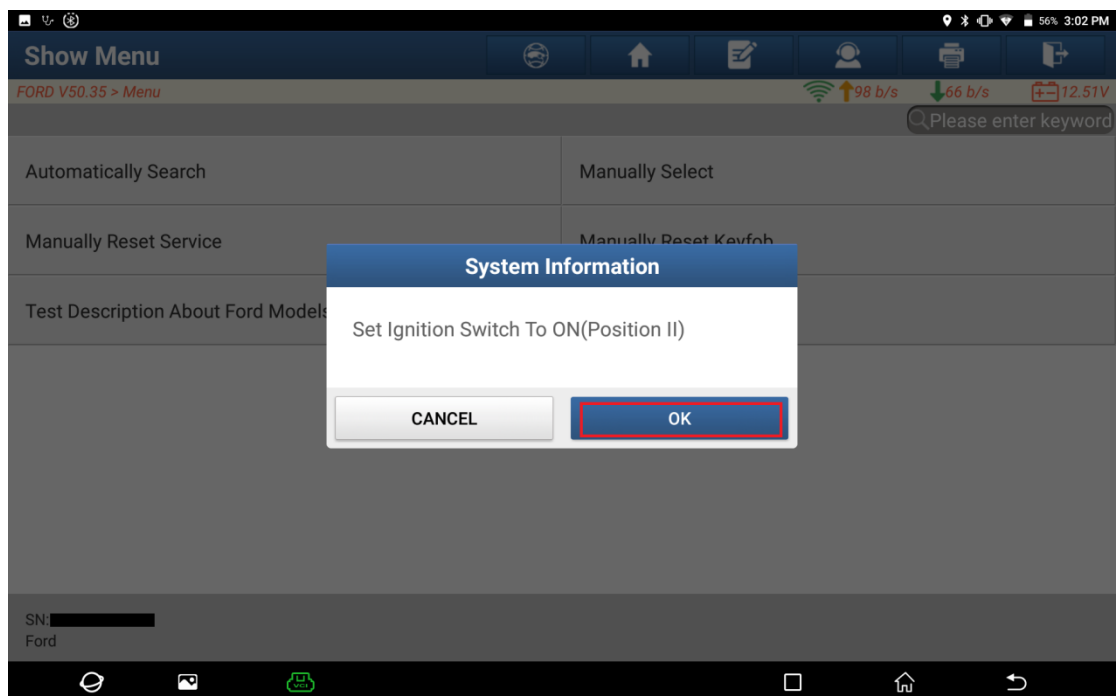 56% 3:02 PM
Show Menu
FORD V50.35 > Menu 98 b/s 66 b/s 12.51V
Please enter keyword
Automatically Search Manually Select
Manually Reset Service Manually Reset Keyfob
Test Description About Ford Models
System Information
Set Ignition Switch To ON(Position II)
CANCEL OK
SN:
Ford
VCI